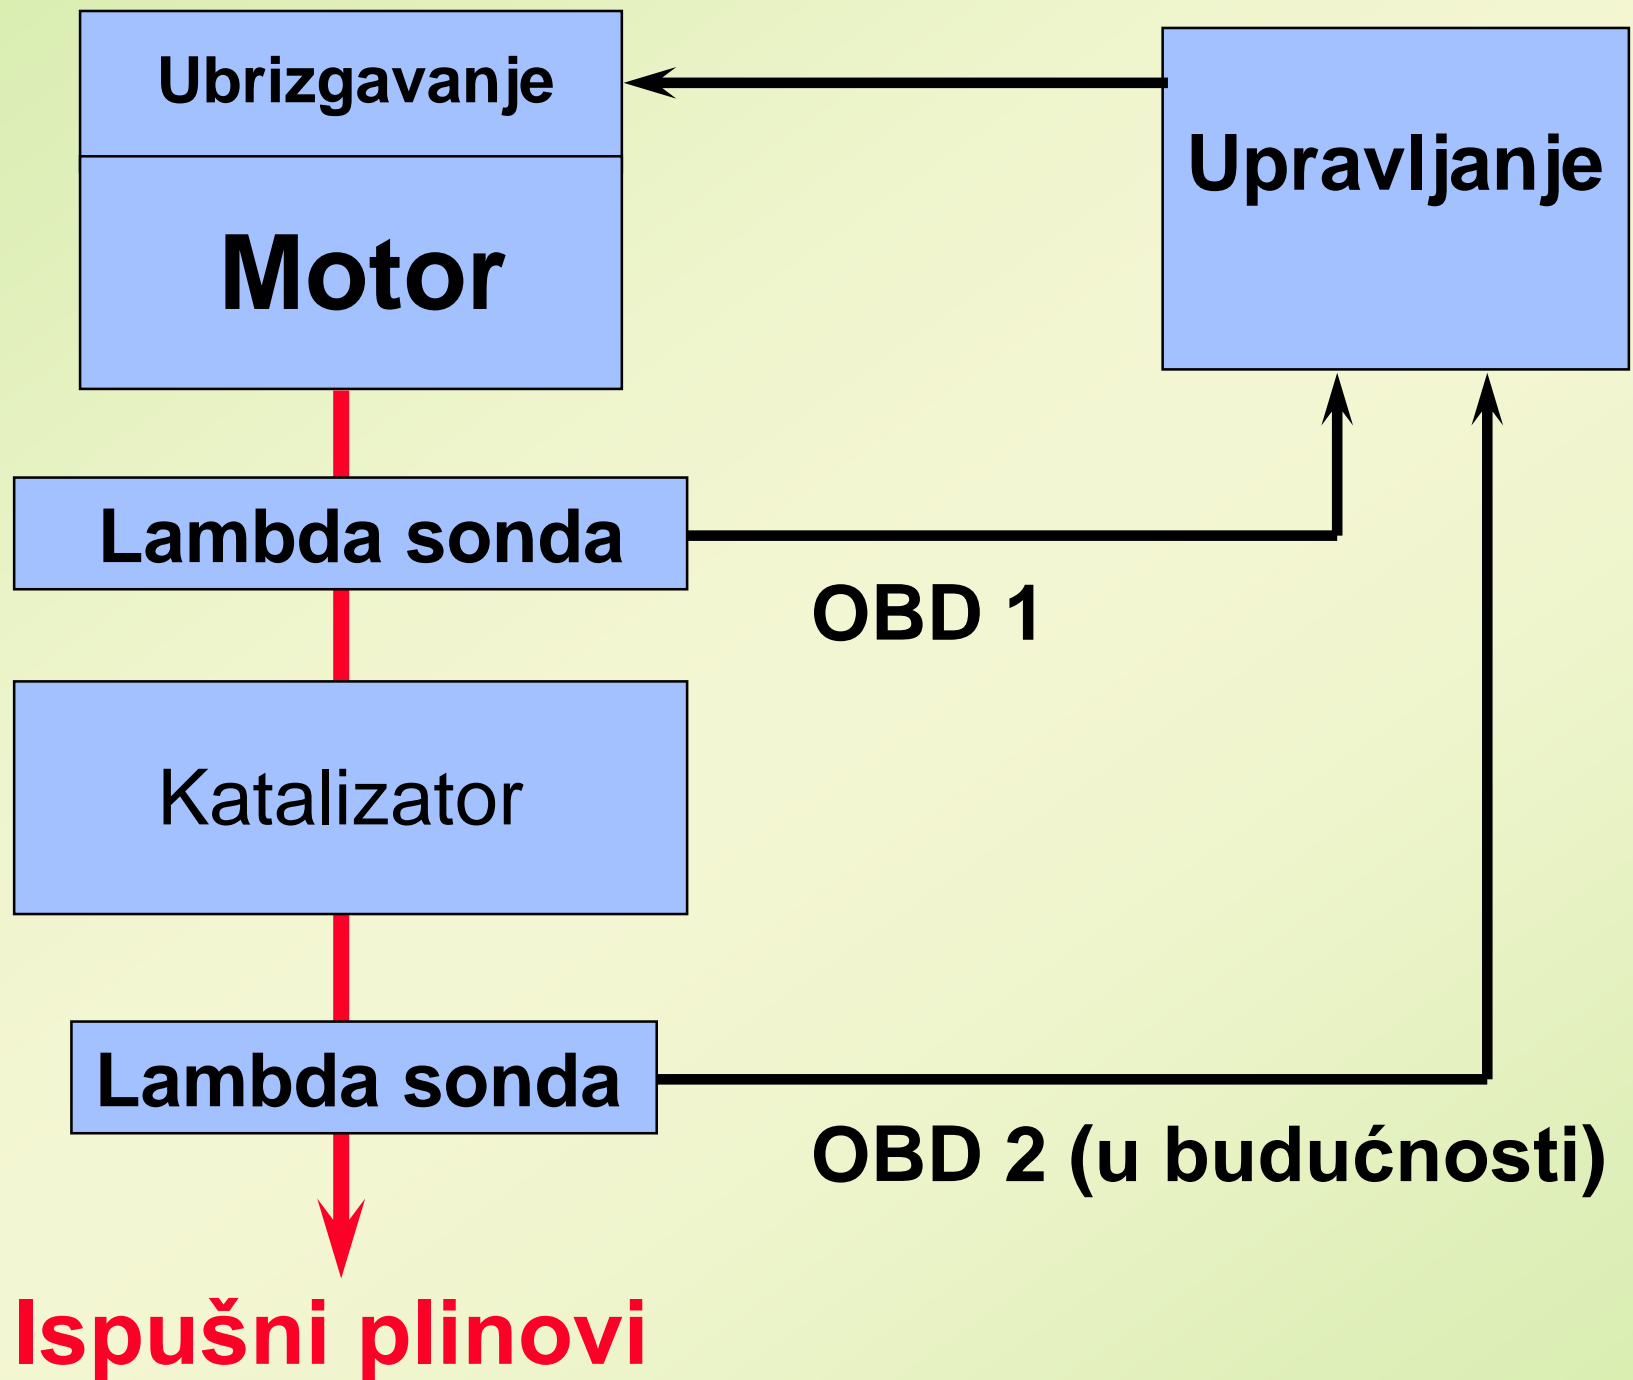 Ubrizgavanje
Upravljanje
Motor
Lambda sonda
OBD 1
Katalizator
Lambda sonda
OBD 2 (u budućnosti)
Ispušni plinovi